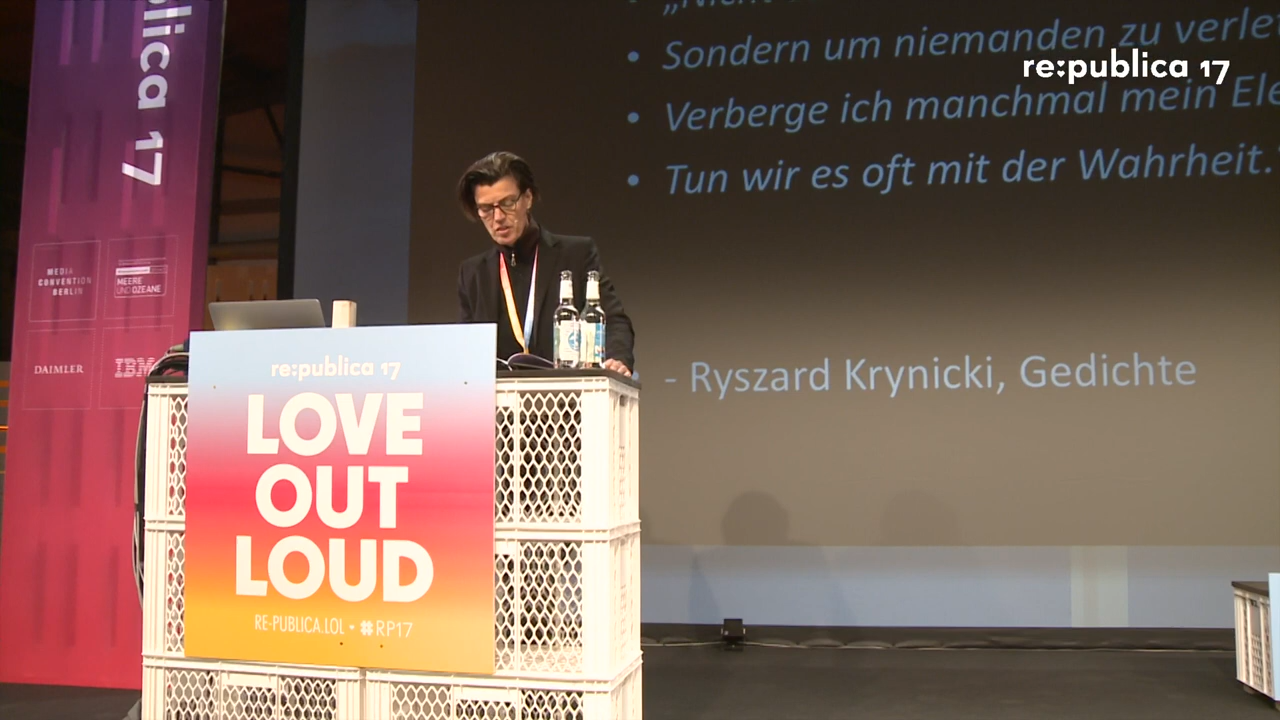 blica 17
MEDIA
CONVENTION
BERLIN
MEERE
UND OZEANE
DAIMLER
IBM
re:publica 17
LOVE
OUT
LOUD
RE-PUBLICA.LOL • #RP17
• Sondern um niemanden zu verle
• Verberge ich manchmal mein Ele
• Tun wir es oft mit der Wahrheit.
- Ryszard Krynicki, Gedichte
re:publica 17